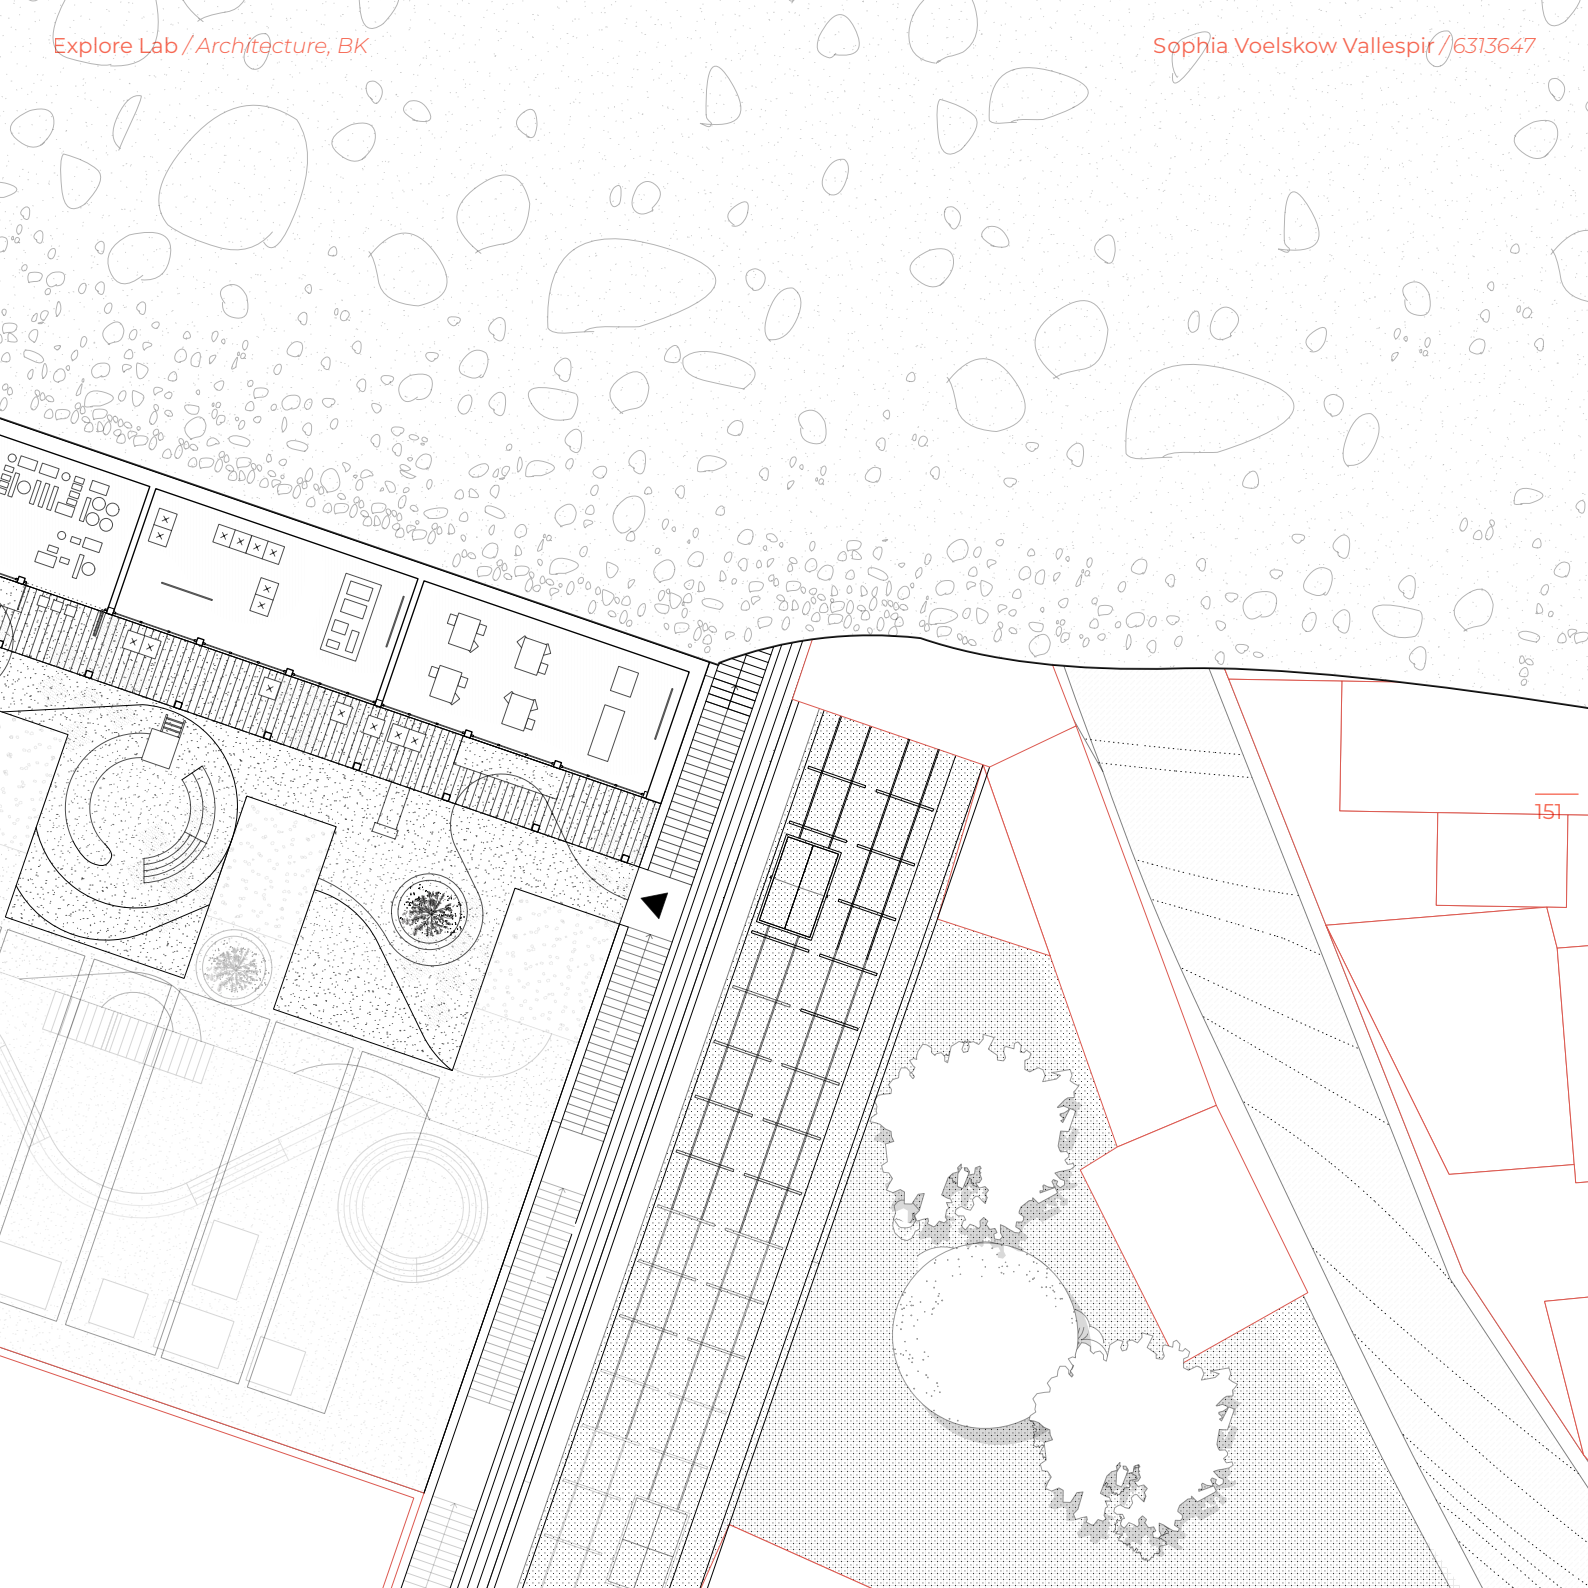 Explore Lab / Architecture, BK
Sophia Voelskow Vallespir / 6313647
151